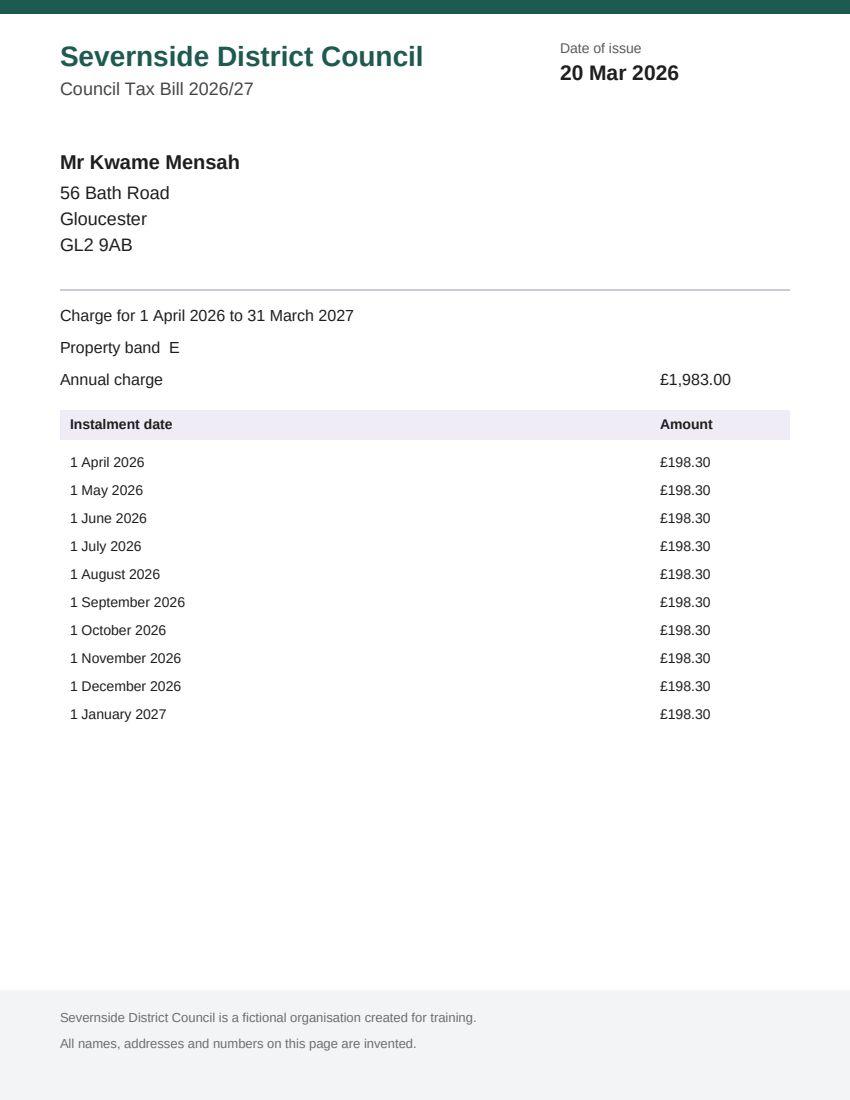 Severnside District Council
Council Tax Bill 2026/27
Date of issue
20 Mar 2026
Mr Kwame Mensah
56 Bath Road
Gloucester
GL2 9AB
Charge for 1 April 2026 to 31 March 2027
Property band E
Annual charge £1,983.00
Instalment date Amount
1 April 2026 £198.30
1 May 2026 £198.30
1 June 2026 £198.30
1 July 2026 £198.30
1 August 2026 £198.30
1 September 2026 £198.30
1 October 2026 £198.30
1 November 2026 £198.30
1 December 2026 £198.30
1 January 2027 £198.30
Severnside District Council is a fictional organisation created for training.
All names, addresses and numbers on this page are invented.